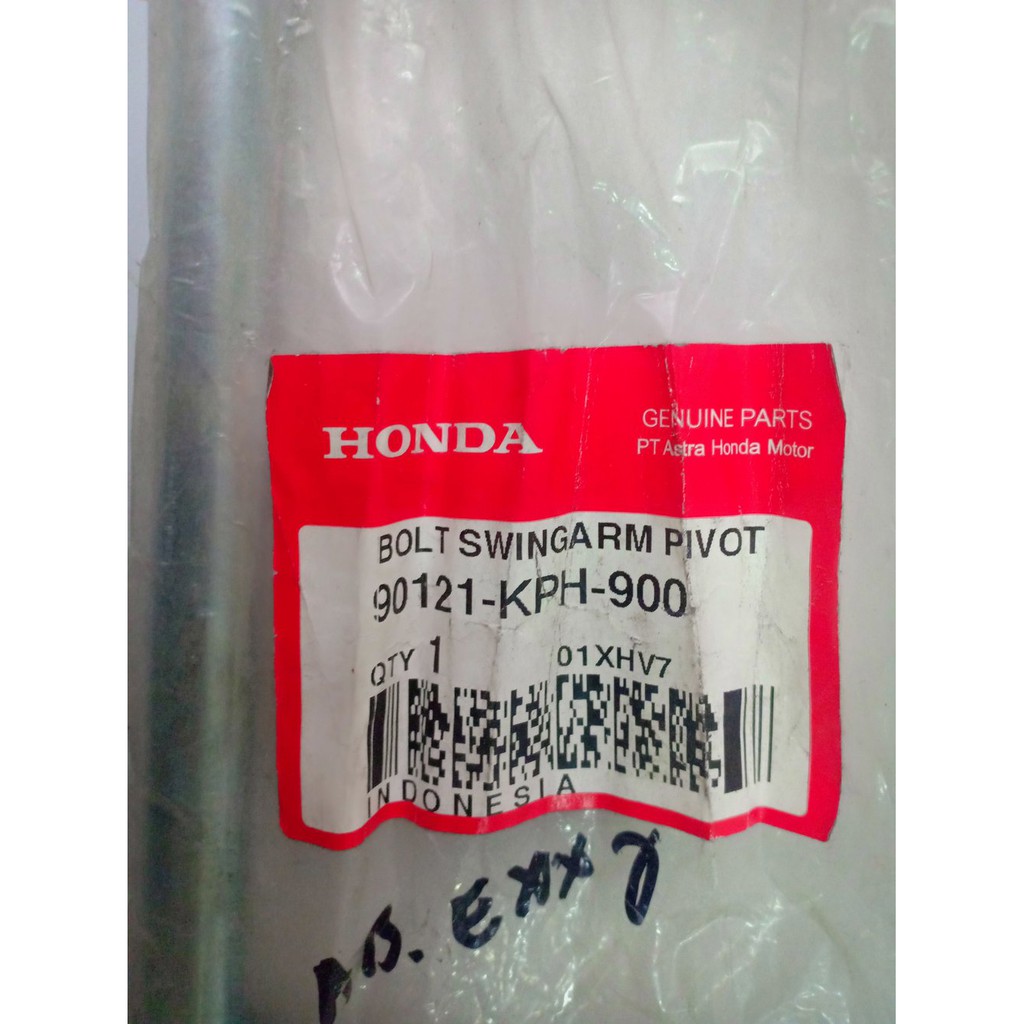 HONDA
GENUINE PARTS
PT Astra Honda Motor
BOLT SWINGARM PIVOT
90121-KPH-900
QTY 1 01XHV7
INDONESIA